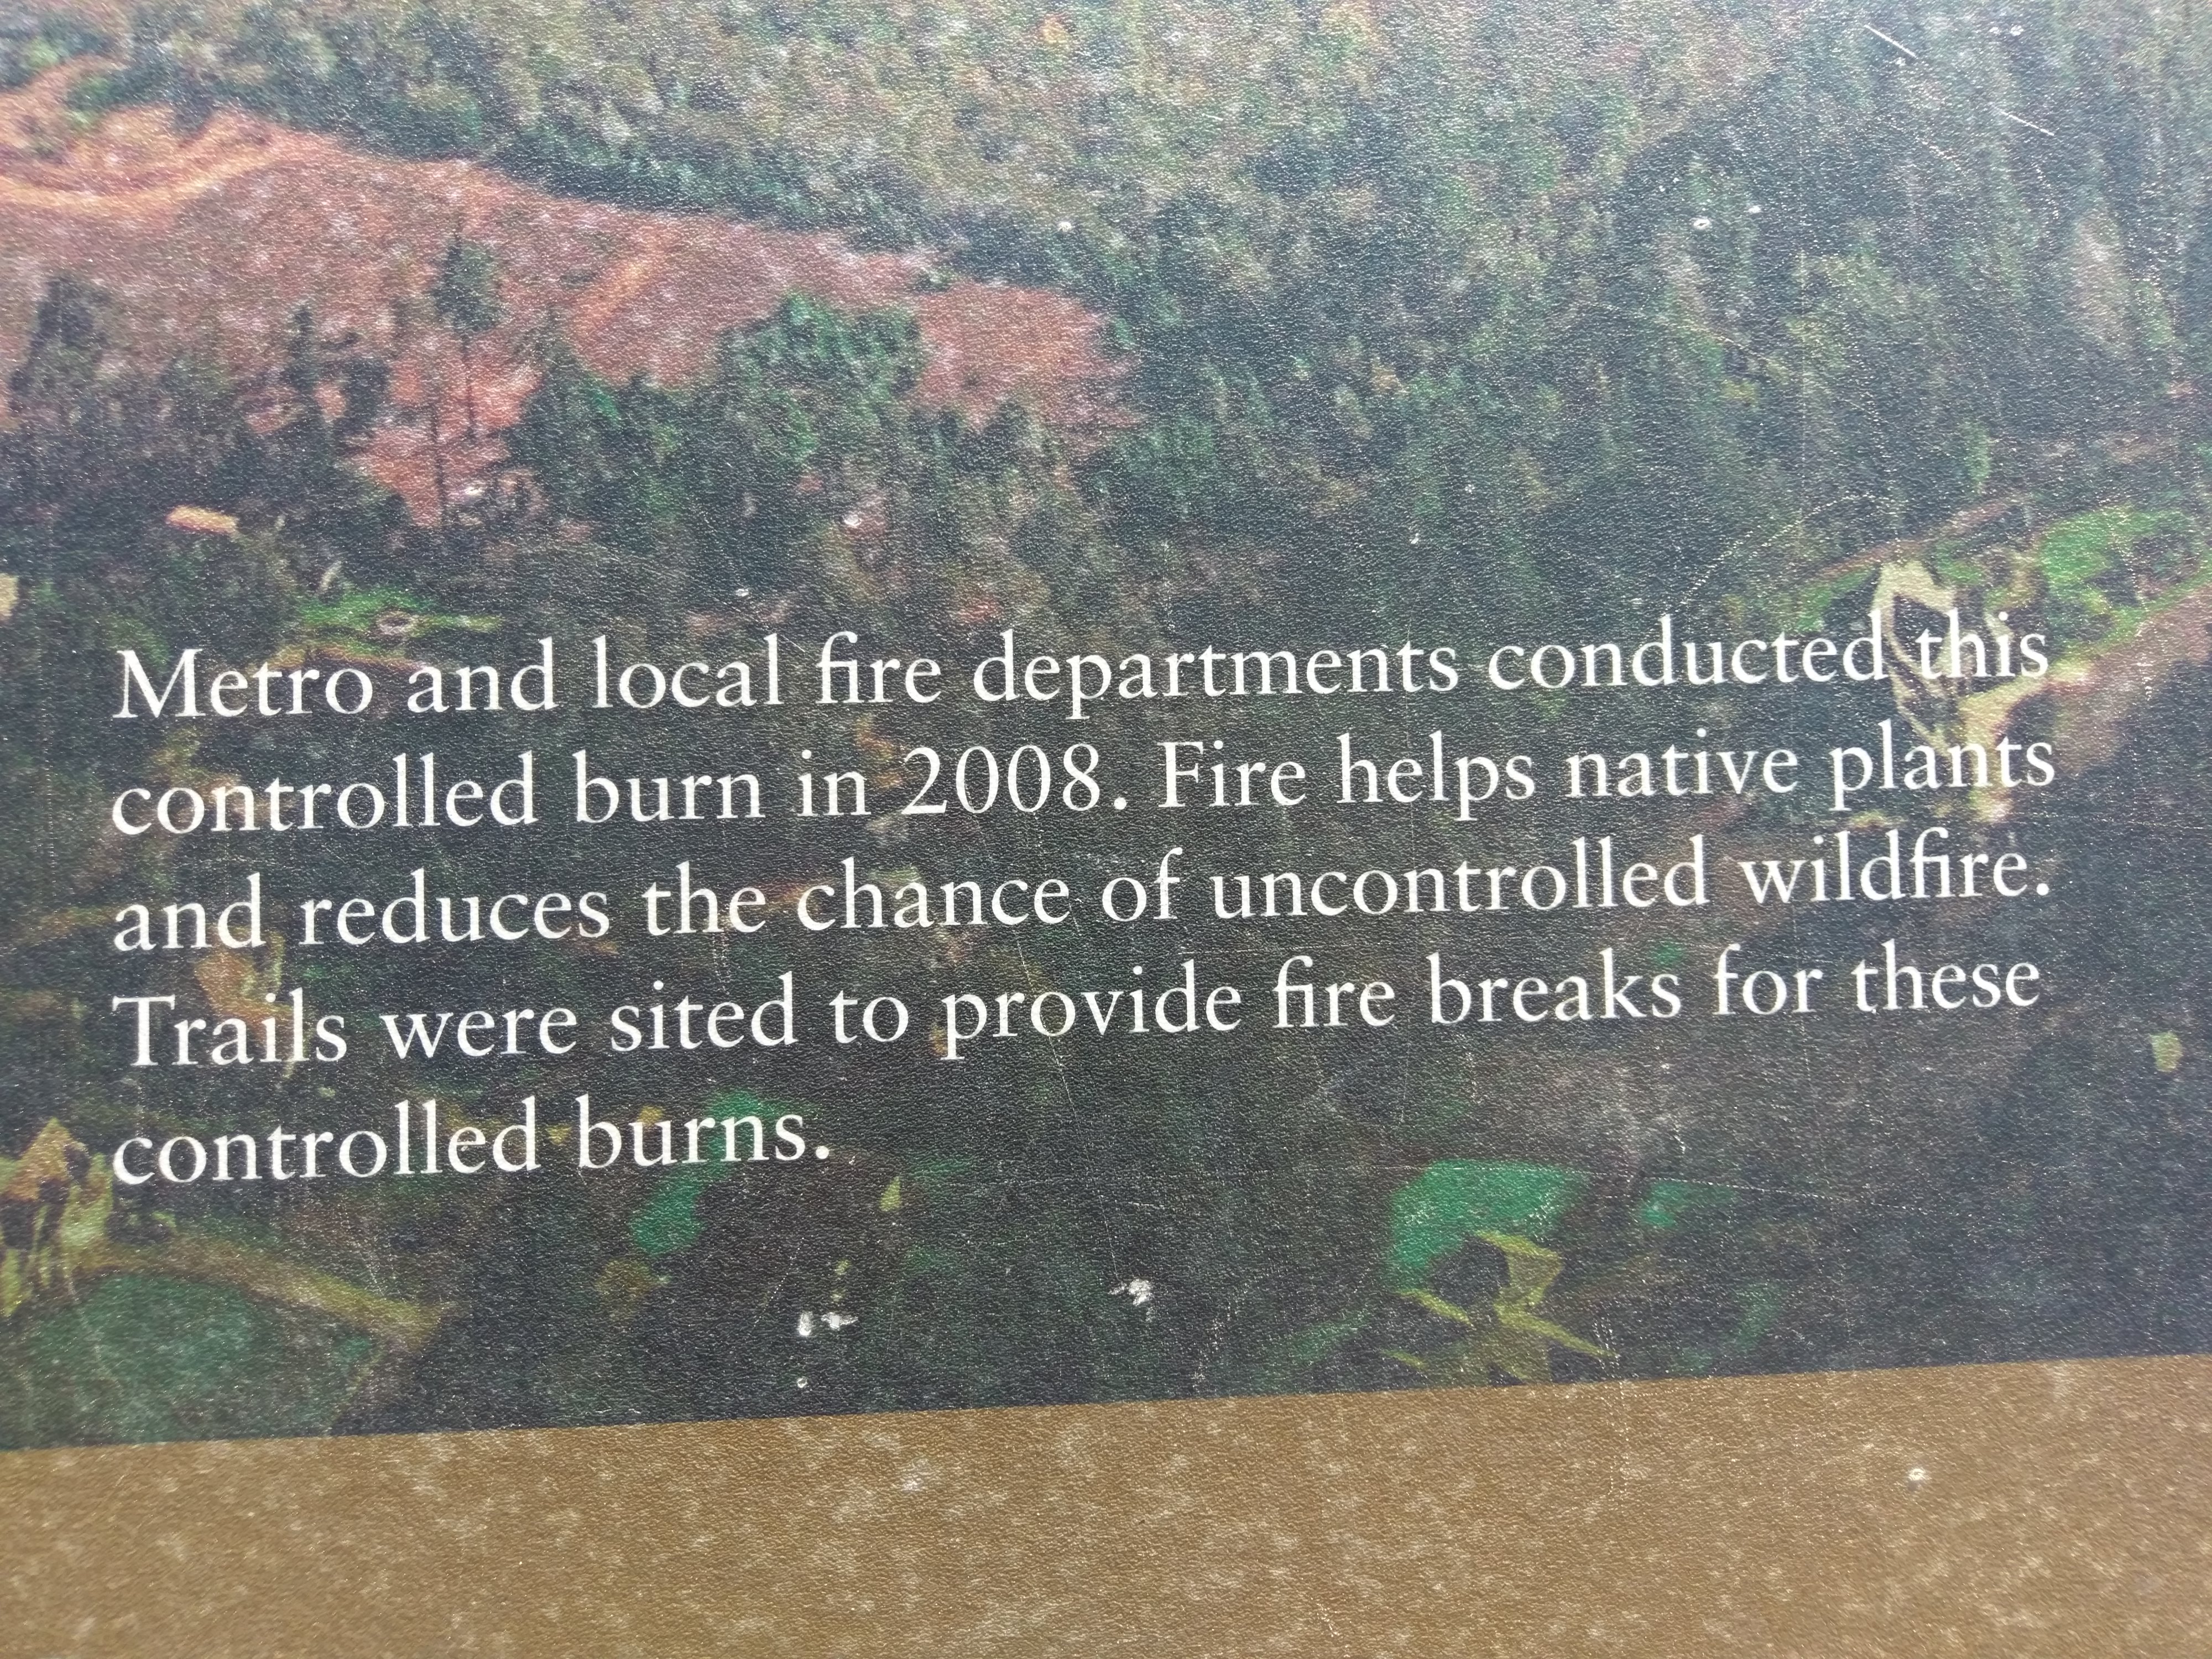 Metro and local fire departments conducted this
controlled burn in 2008. Fire helps native plants
and reduces the chance of uncontrolled wildfire.
Trails were sited to provide fire breaks for these
controlled burns.